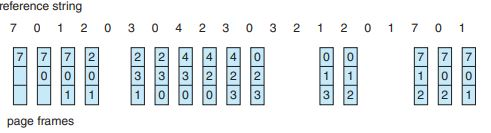 reference string
7 0 1 2 0 3 0 4 2 3 0 3 2 1 2 0 1 7 0 1
7 7 7 2 2 2 4 4 4 0 0 0 7 7 7
0 0 0 3 3 3 2 2 2 1 1 1 0 0
1 1 1 0 0 0 3 3 3 2 2 2 1
page frames